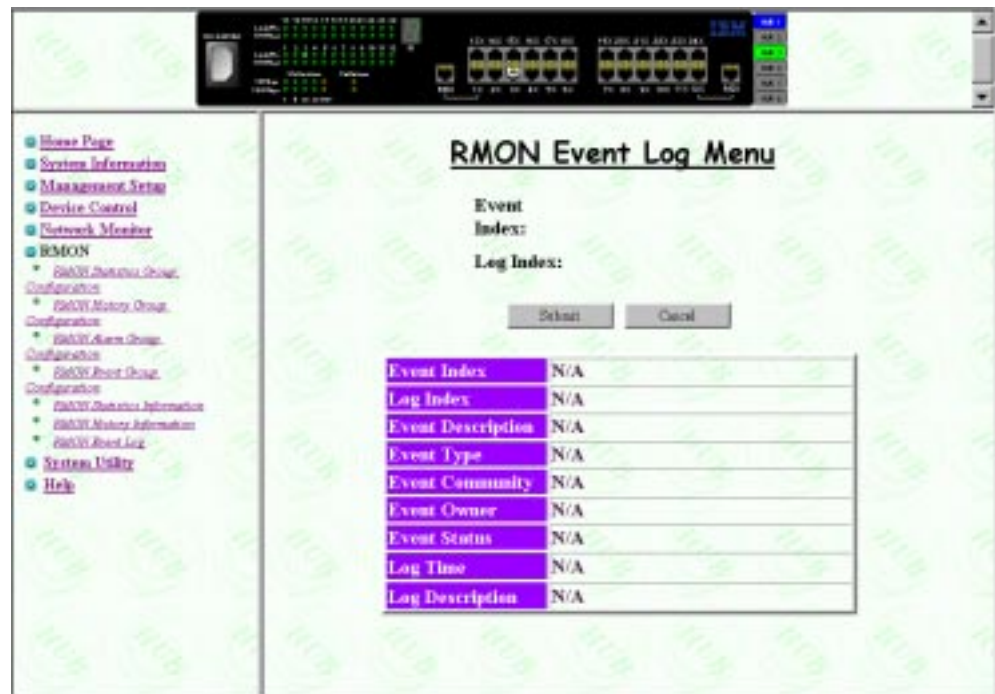 IBM
Home Page
System Information
Management Setup
Device Control
Network Monitor
RMON
RMON Statistics Group
Configuration
RMON History Group
Configuration
RMON Alarm Group
Configuration
RMON Event Group
Configuration
RMON Statistics Information
RMON History Information
RMON Event Log
System Utility
Help
RMON Event Log Menu
Event
Index:
Log Index:
Submit Cancel
Event Index N/A
Log Index N/A
Event Description N/A
Event Type N/A
Event Community N/A
Event Owner N/A
Event Status N/A
Log Time N/A
Log Description N/A